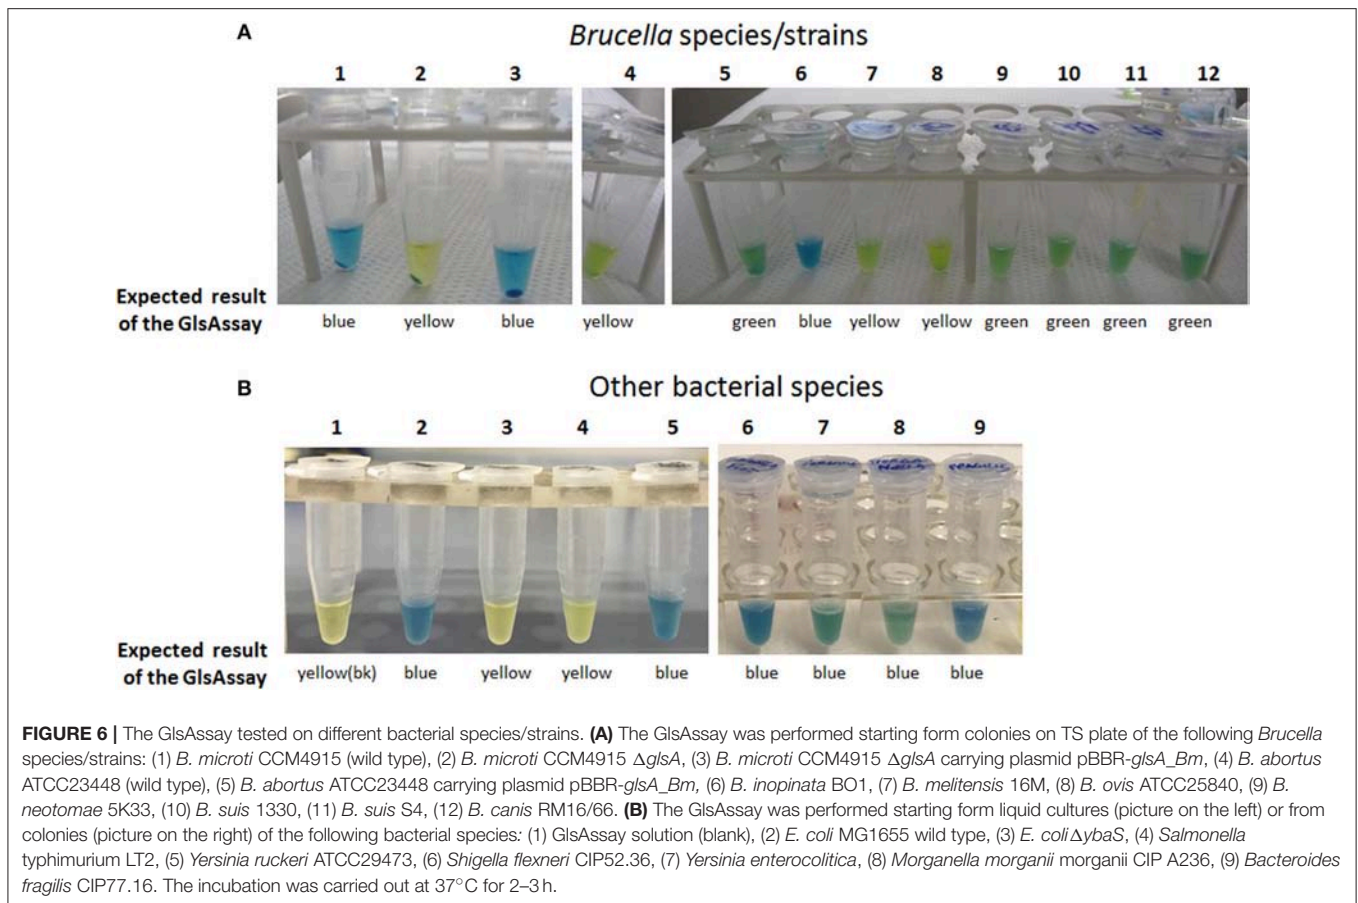 A
Brucella species/strains
1 2 3 4 5 6 7 8 9 10 11 12
Expected result
of the GlsAssay
blue yellow blue yellow green blue yellow yellow green green green green
B
Other bacterial species
1 2 3 4 5 6 7 8 9
Expected result
of the GlsAssay
yellow(bk) blue yellow yellow blue blue blue blue blue
FIGURE 6 | The GlsAssay tested on different bacterial species/strains. (A) The GlsAssay was performed starting form colonies on TS plate of the following Brucella
species/strains: (1) B. microti CCM4915 (wild type), (2) B. microti CCM4915 ΔglsA, (3) B. microti CCM4915 ΔglsA carrying plasmid pBBR-glsA_Bm, (4) B. abortus
ATCC23448 (wild type), (5) B. abortus ATCC23448 carrying plasmid pBBR-glsA_Bm, (6) B. inopinata BO1, (7) B. melitensis 16M, (8) B. ovis ATCC25840, (9) B.
neotomae 5K33, (10) B. suis 1330, (11) B. suis S4, (12) B. canis RM16/66. (B) The GlsAssay was performed starting form liquid cultures (picture on the left) or from
colonies (picture on the right) of the following bacterial species: (1) GlsAssay solution (blank), (2) E. coli MG1655 wild type, (3) E. coliΔybaS, (4) Salmonella
typhimurium LT2, (5) Yersinia ruckeri ATCC29473, (6) Shigella flexneri CIP52.36, (7) Yersinia enterocolitica, (8) Morganella morganii morganii CIP A236, (9) Bacteroides
fragilis CIP77.16. The incubation was carried out at 37°C for 2–3 h.